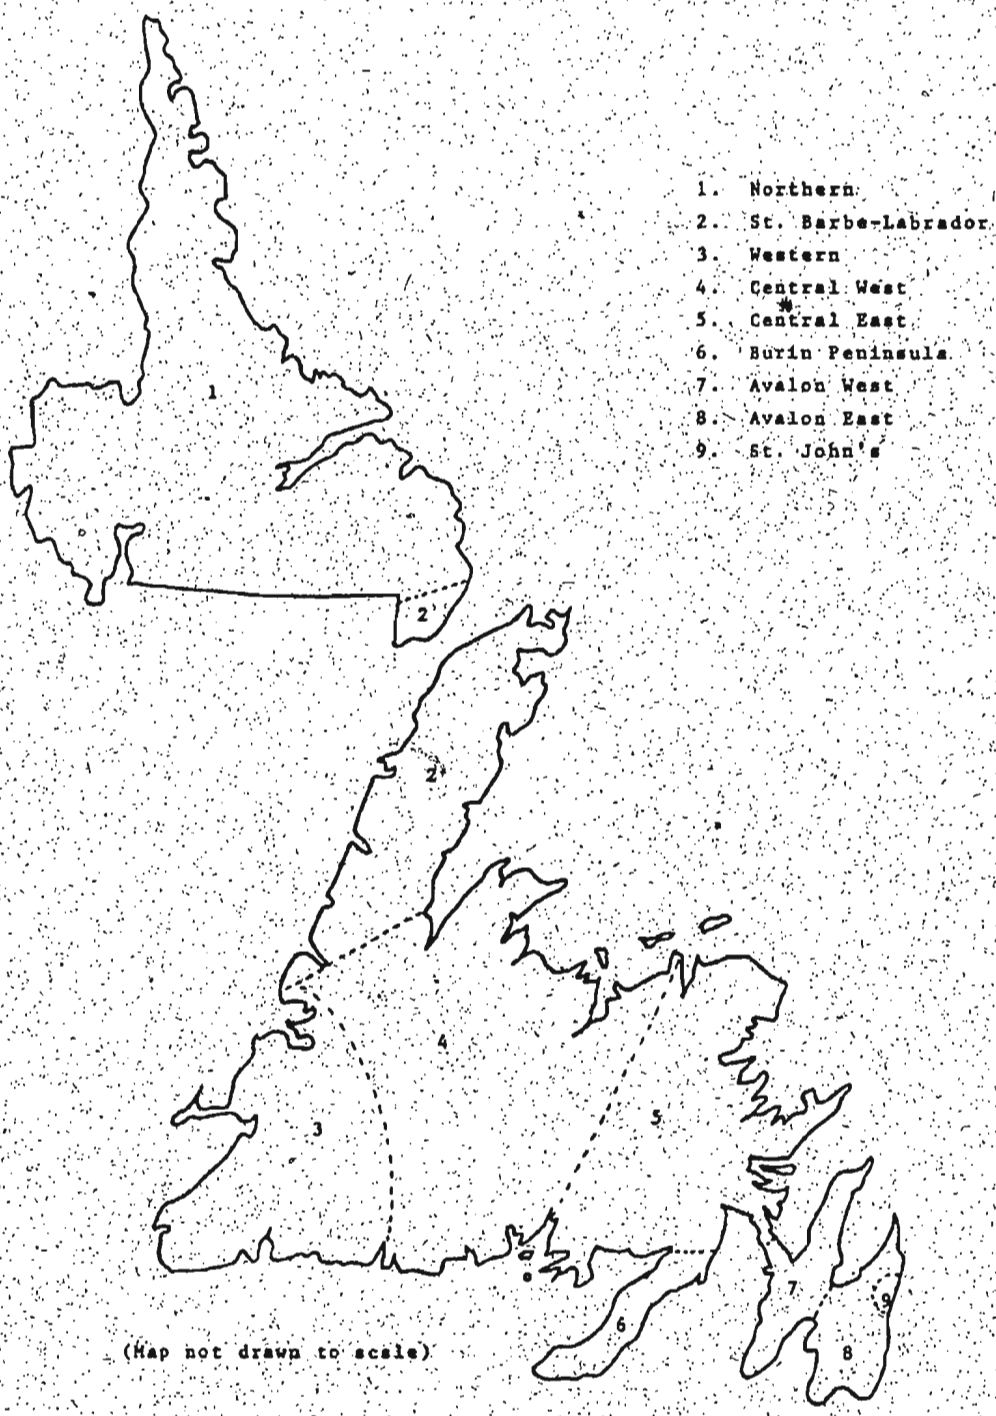 1. Northern
2. St. Barbe-Labrador
3. Western
4. Central West
5. Central East
6. Burin Peninsula
7. Avalon West
8. Avalon East
9. St. John's
1
2
2
4
3
5
7
9
6
8
(Map not drawn to scale)